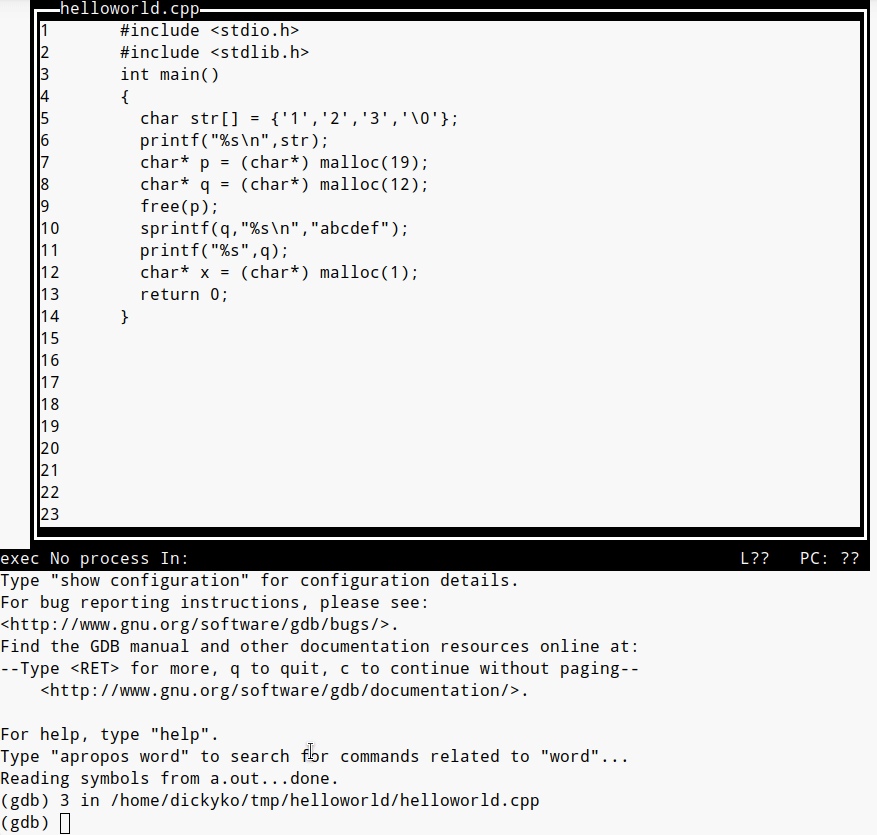 helloworld.cpp
1 #include <stdio.h>
2 #include <stdlib.h>
3 int main()
4 {
5 char str[] = {'1','2','3','\0'};
6 printf("%s\n",str);
7 char* p = (char*) malloc(19);
8 char* q = (char*) malloc(12);
9 free(p);
10 sprintf(q,"%s\n","abcdef");
11 printf("%s",q);
12 char* x = (char*) malloc(1);
13 return 0;
14 }
15
16
17
18
19
20
21
22
23
exec No process In: L?? PC: ??
Type "show configuration" for configuration details.
For bug reporting instructions, please see:
<http://www.gnu.org/software/gdb/bugs/>.
Find the GDB manual and other documentation resources online at:
--Type <RET> for more, q to quit, c to continue without paging--
<http://www.gnu.org/software/gdb/documentation/>.
For help, type "help".
Type "apropos word" to search for commands related to "word"...
Reading symbols from a.out...done.
(gdb) 3 in /home/dickyko/tmp/helloworld/helloworld.cpp
(gdb)